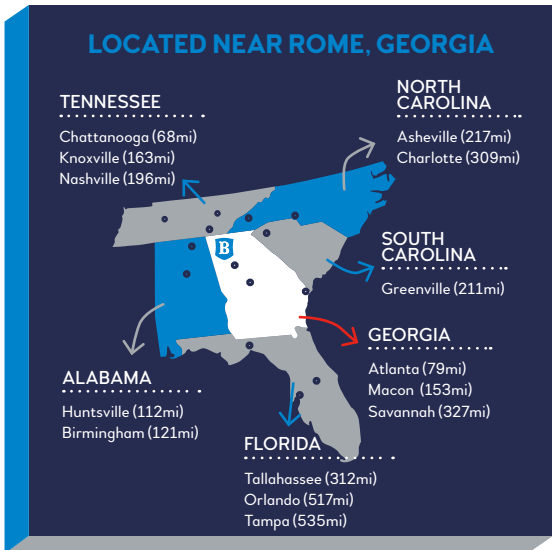 LOCATED NEAR ROME, GEORGIA
TENNESSEE
Chattanooga (68mi)
Knoxville (163mi)
Nashville (196mi)
NORTH
CAROLINA
Asheville (217mi)
Charlotte (309mi)
B
SOUTH
CAROLINA
Greenville (211mi)
GEORGIA
Atlanta (79mi)
Macon (153mi)
Savannah (327mi)
ALABAMA
Huntsville (112mi)
Birmingham (121mi)
FLORIDA
Tallahassee (312mi)
Orlando (517mi)
Tampa (535mi)